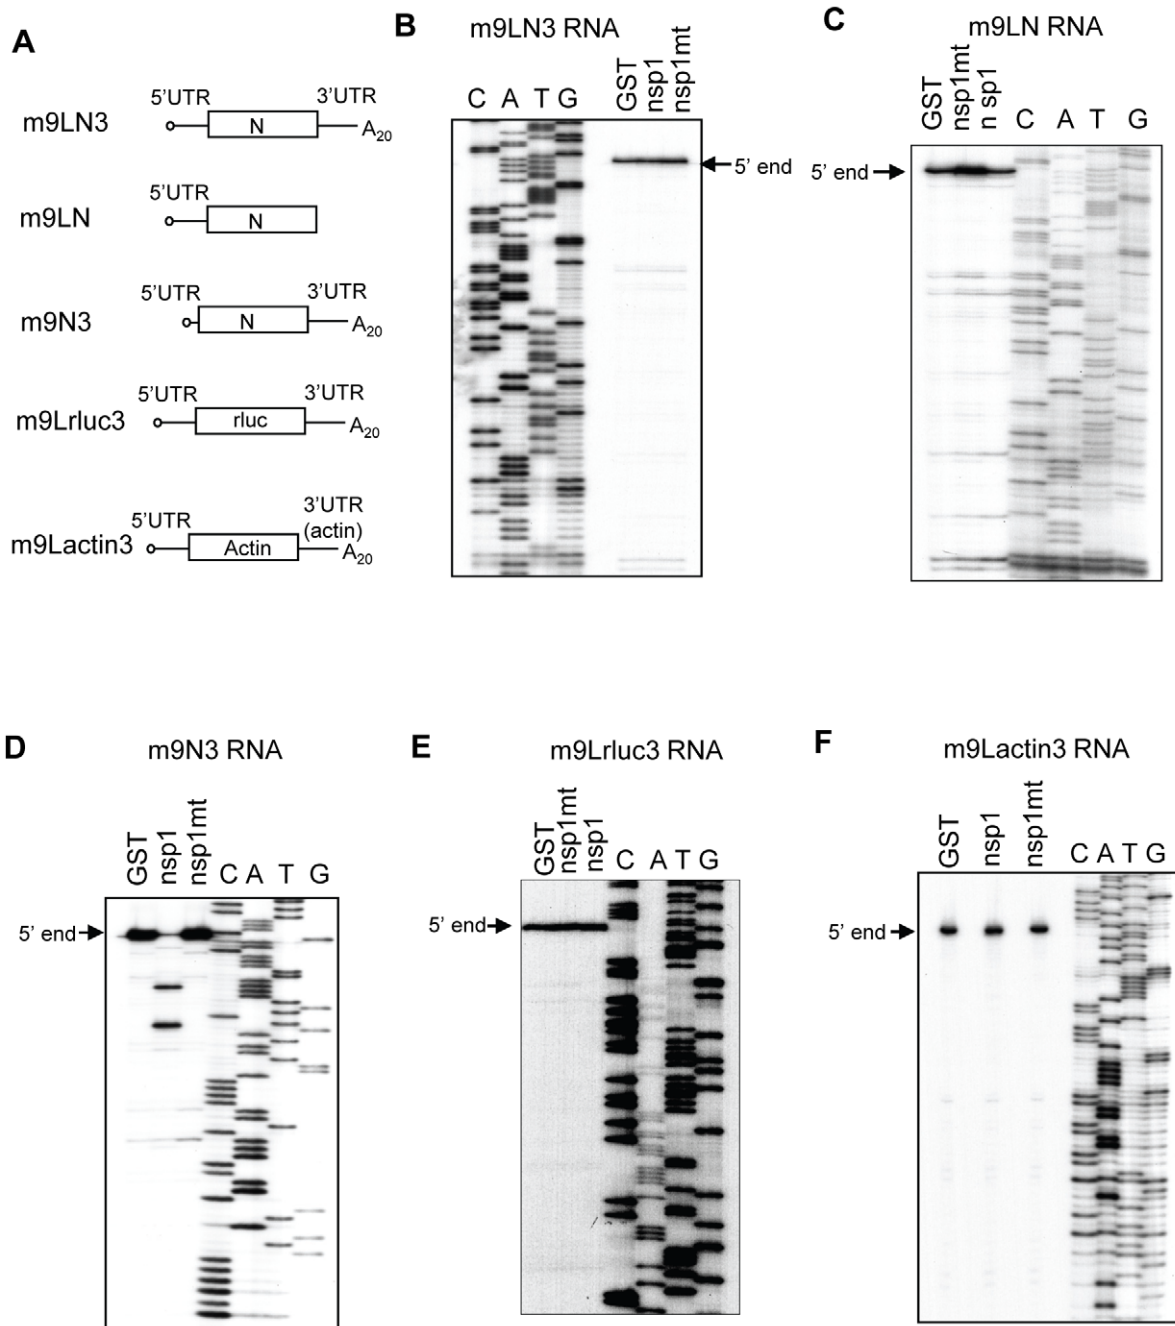 A
5'UTR 3'UTR
m9LN3 N A20
5'UTR
m9LN N
5'UTR 3'UTR
m9N3 N A20
5'UTR 3'UTR
m9Lrluc3 rluc A20
3'UTR
5'UTR (actin)
m9Lactin3 Actin A20
B
m9LN3 RNA
C A T G GST nsp1 nsp1mt
5' end
C
m9LN RNA
GST nsp1mt n sp1 C A T G
5' end
D
m9N3 RNA
GST nsp1 nsp1mt C A T G
5' end
E
m9Lrluc3 RNA
GST nsp1mt nsp1 C A T G
5' end
F
m9Lactin3 RNA
GST nsp1 nsp1mt C A T G
5' end